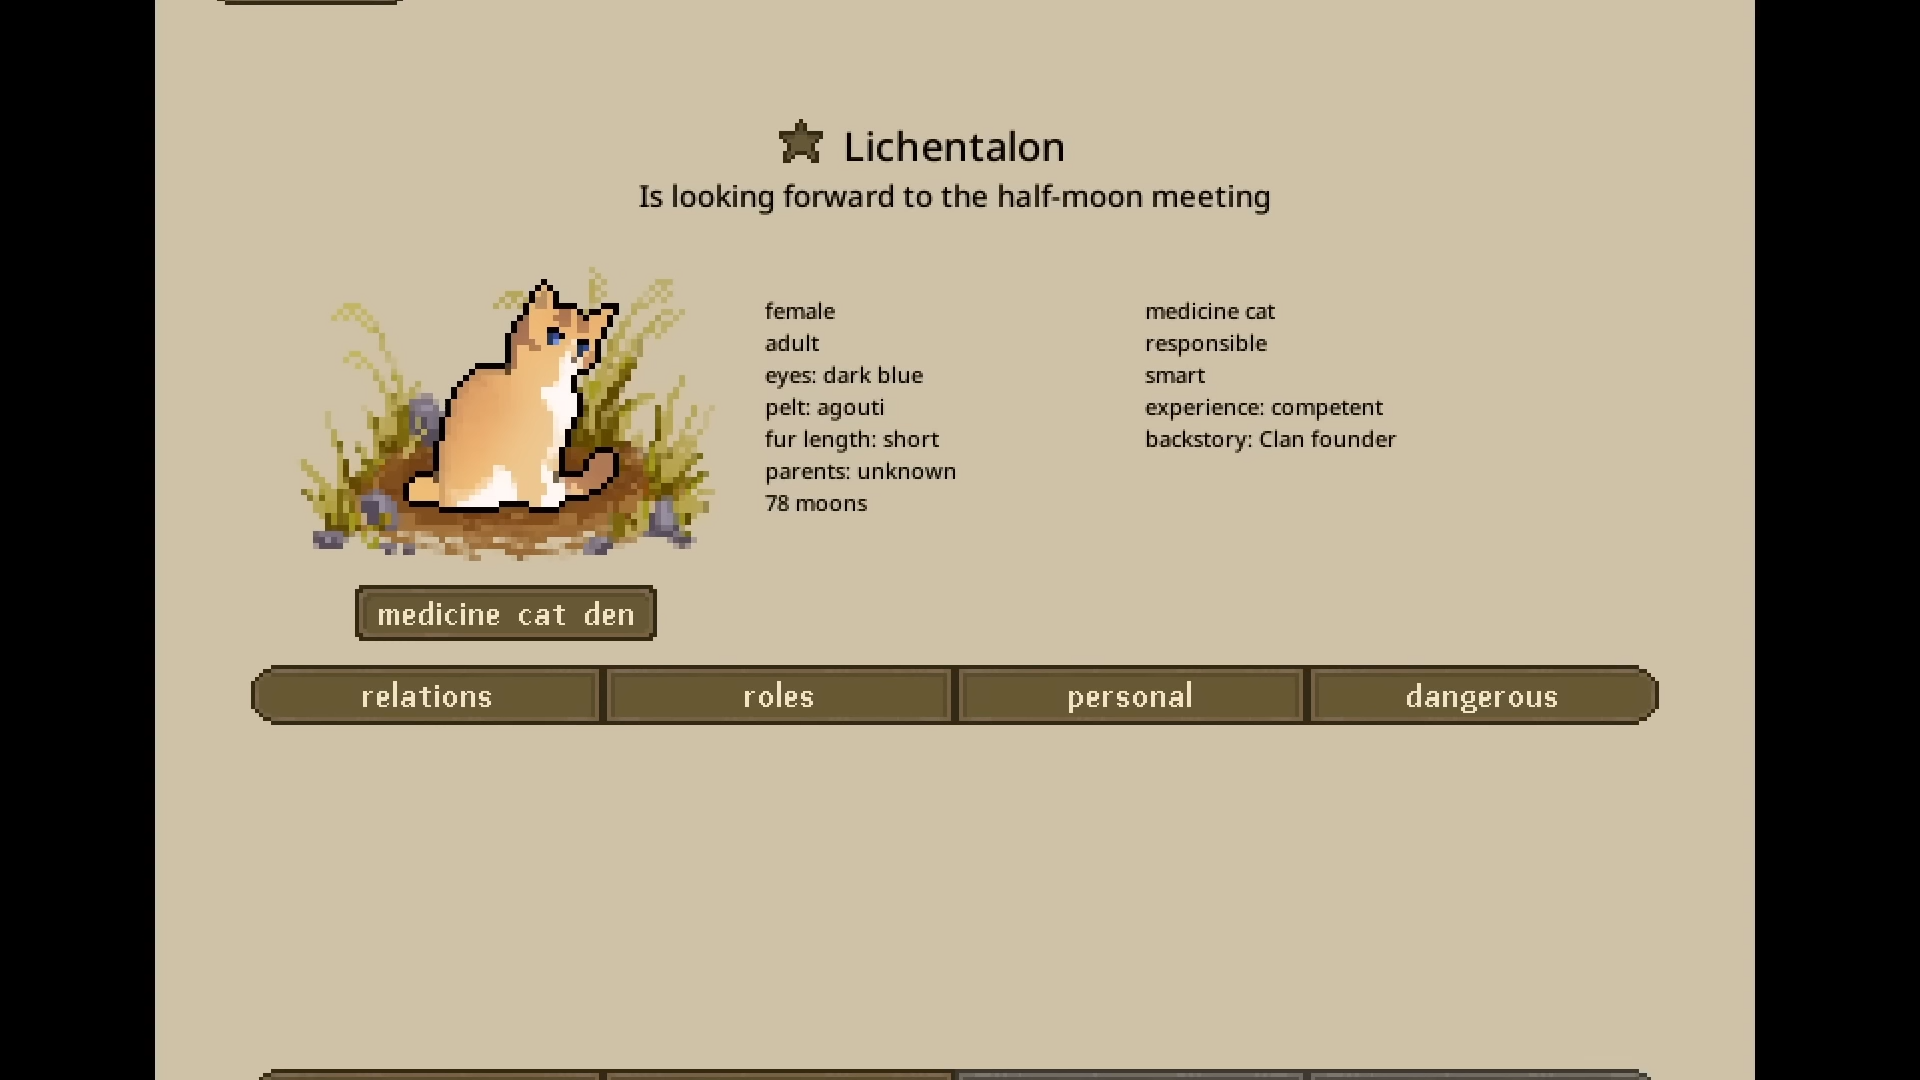 Lichentalon
Is looking forward to the half-moon meeting
female
adult
eyes: dark blue
pelt: agouti
fur length: short
parents: unknown
78 moons
medicine cat
responsible
smart
experience: competent
backstory: Clan founder
medicine cat den
relations
roles
personal
dangerous